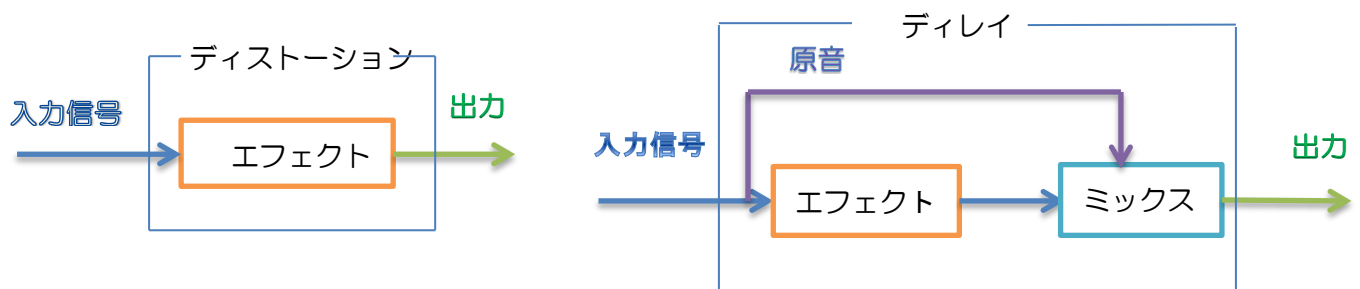 ディストーション
入力信号
エフェクト
出力
ディレイ
原音
入力信号
エフェクト
ミックス
出力